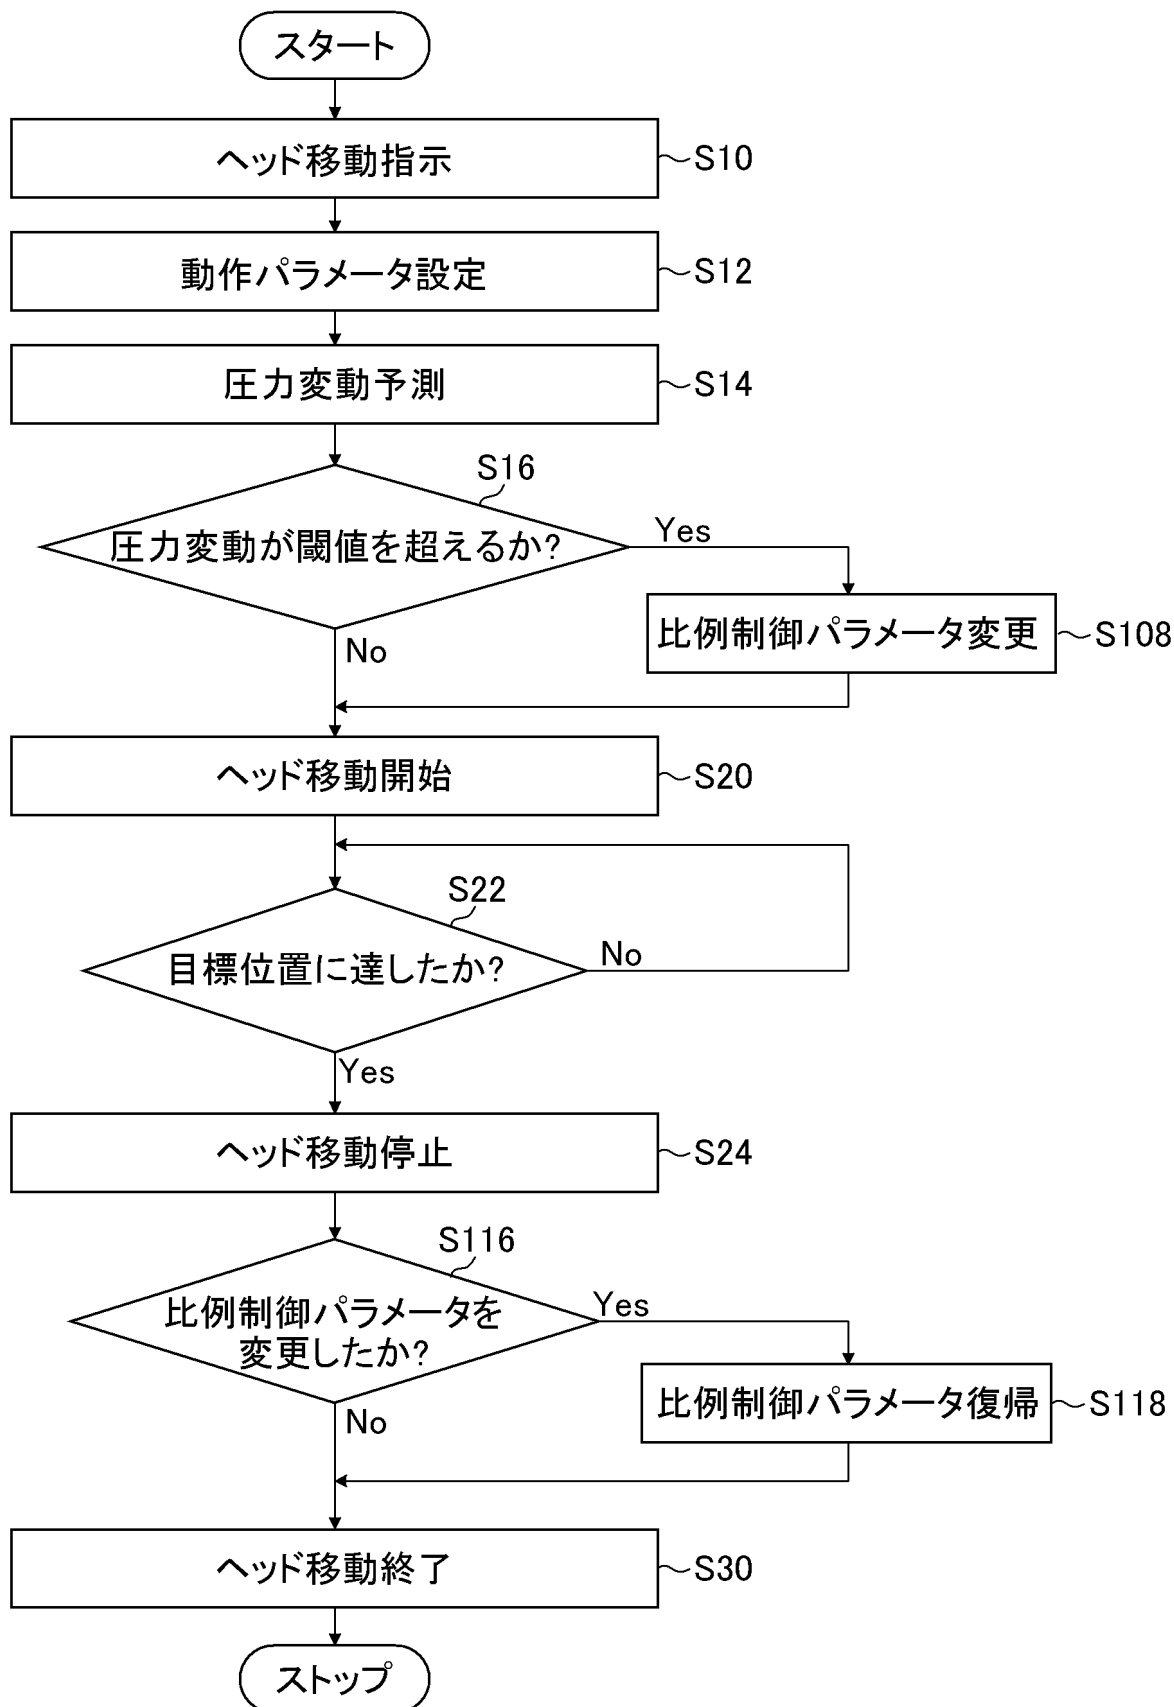 スタート
ヘッド移動指示
S10
動作パラメータ設定
S12
圧力変動予測
S14
S16
圧力変動が閾値を超えるか?
Yes
比例制御パラメータ変更
S108
No
ヘッド移動開始
S20
S22
目標位置に達したか?
No
Yes
ヘッド移動停止
S24
S116
比例制御パラメータを
変更したか?
Yes
比例制御パラメータ復帰
S118
No
ヘッド移動終了
S30
ストップ